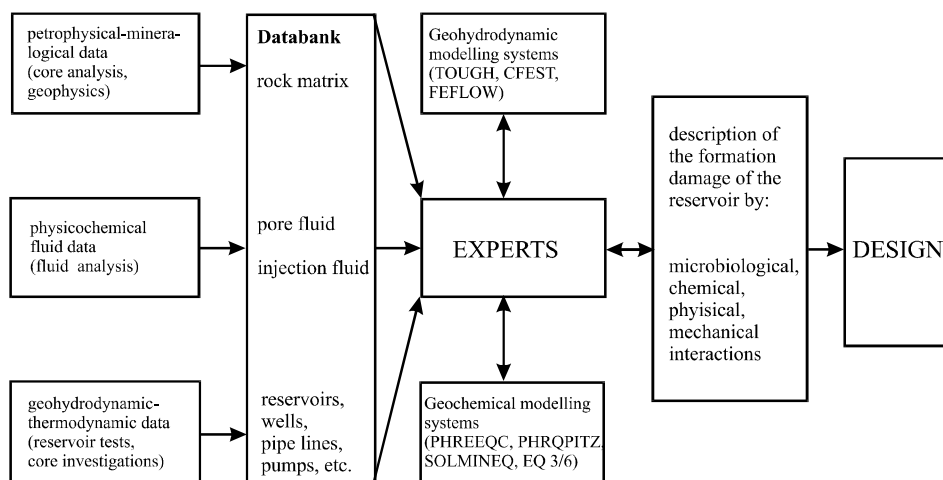 petrophysical-minera-
logical data
(core analysis,
geophysics)
physicochemical
fluid data
(fluid analysis)
geohydrodynamic-
thermodynamic data
(reservoir tests,
core investigations)
Databank
rock matrix
pore fluid
injection fluid
reservoirs,
wells,
pipe lines,
pumps, etc.
Geohydrodynamic
modelling systems
(TOUGH, CFEST,
FEFLOW)
EXPERTS
Geochemical modelling
systems
(PHREEQC, PHRQPITZ,
SOLMINEQ, EQ 3/6)
description of
the formation
damage of the
reservoir by:
microbiological,
chemical,
phyisical,
mechanical
interactions
DESIGN